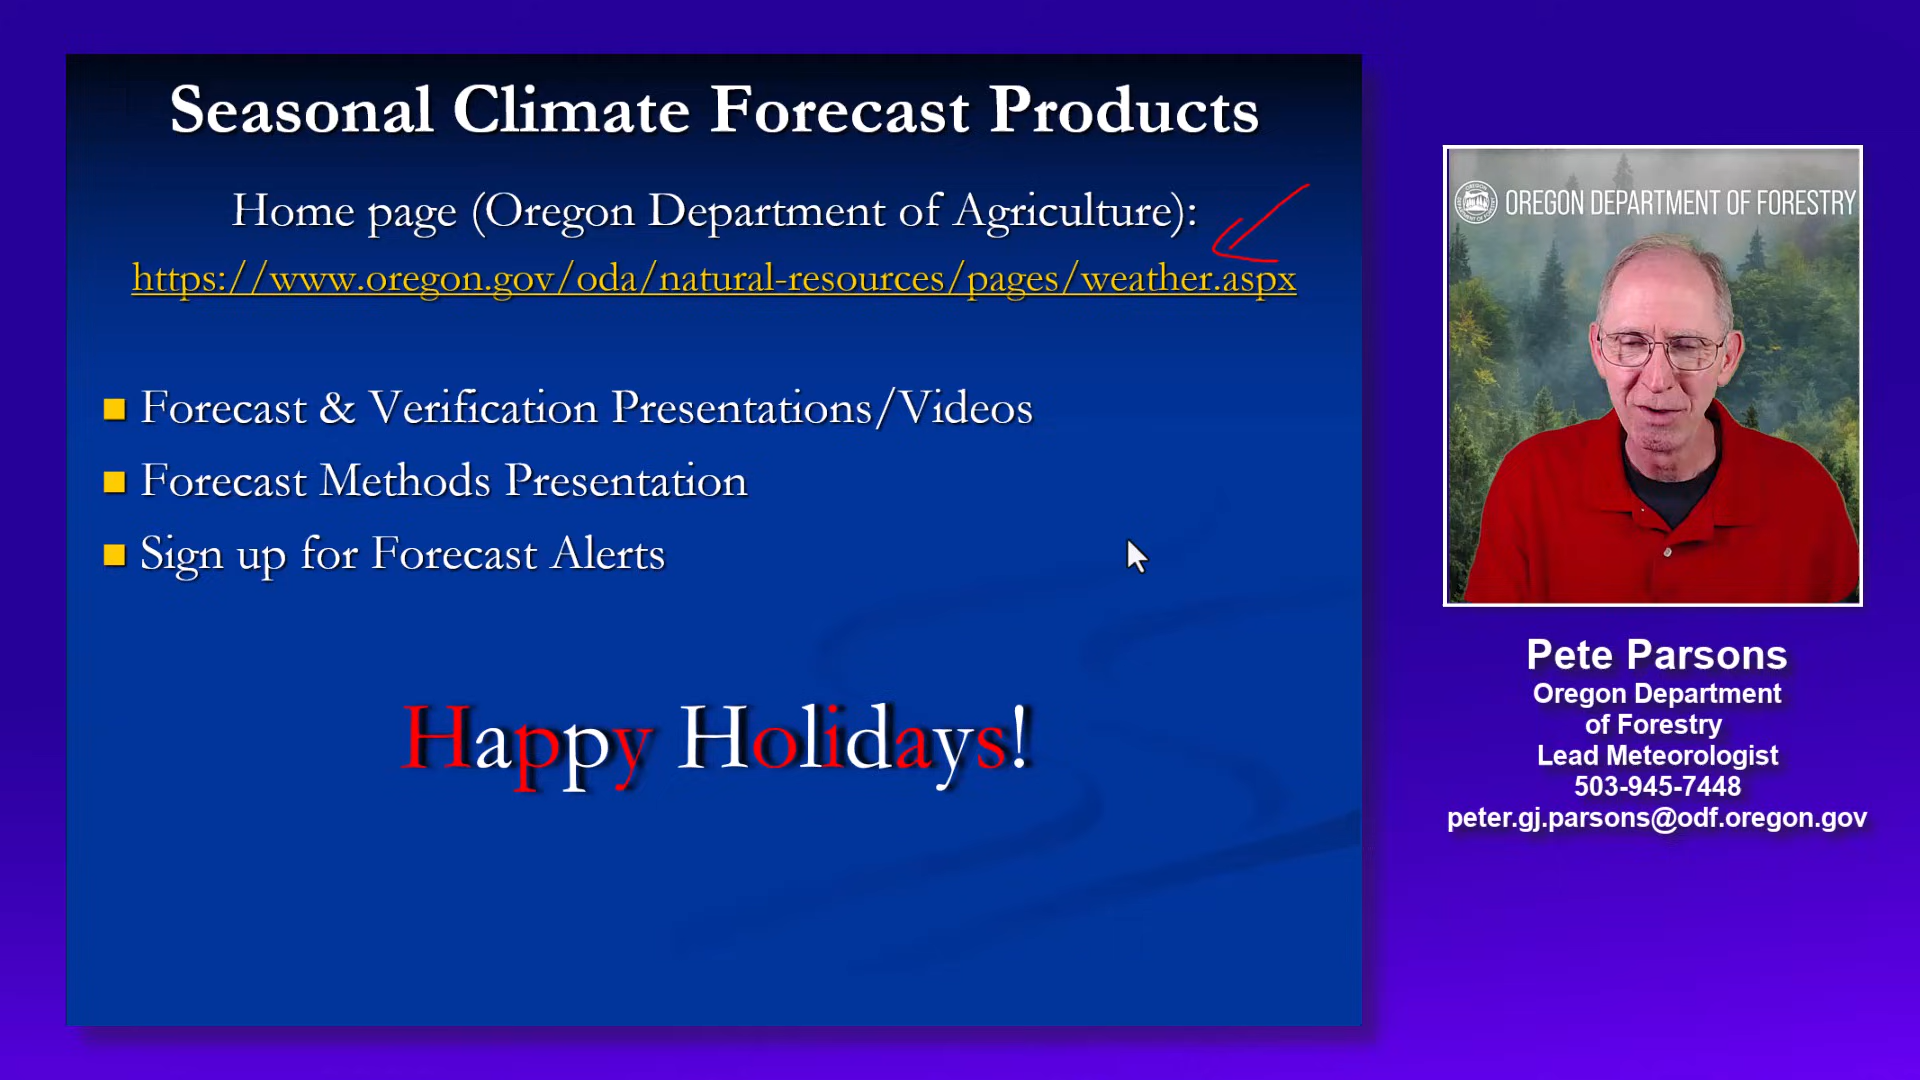 Seasonal Climate Forecast Products
Home page (Oregon Department of Agriculture):
https://www.oregon.gov/oda/natural-resources/pages/weather.aspx
Forecast & Verification Presentations/Videos
Forecast Methods Presentation
Sign up for Forecast Alerts
Happy Holidays!
OREGON DEPARTMENT OF FORESTRY
Pete Parsons
Oregon Department
of Forestry
Lead Meteorologist
503-945-7448
peter.gj.parsons@odf.oregon.gov